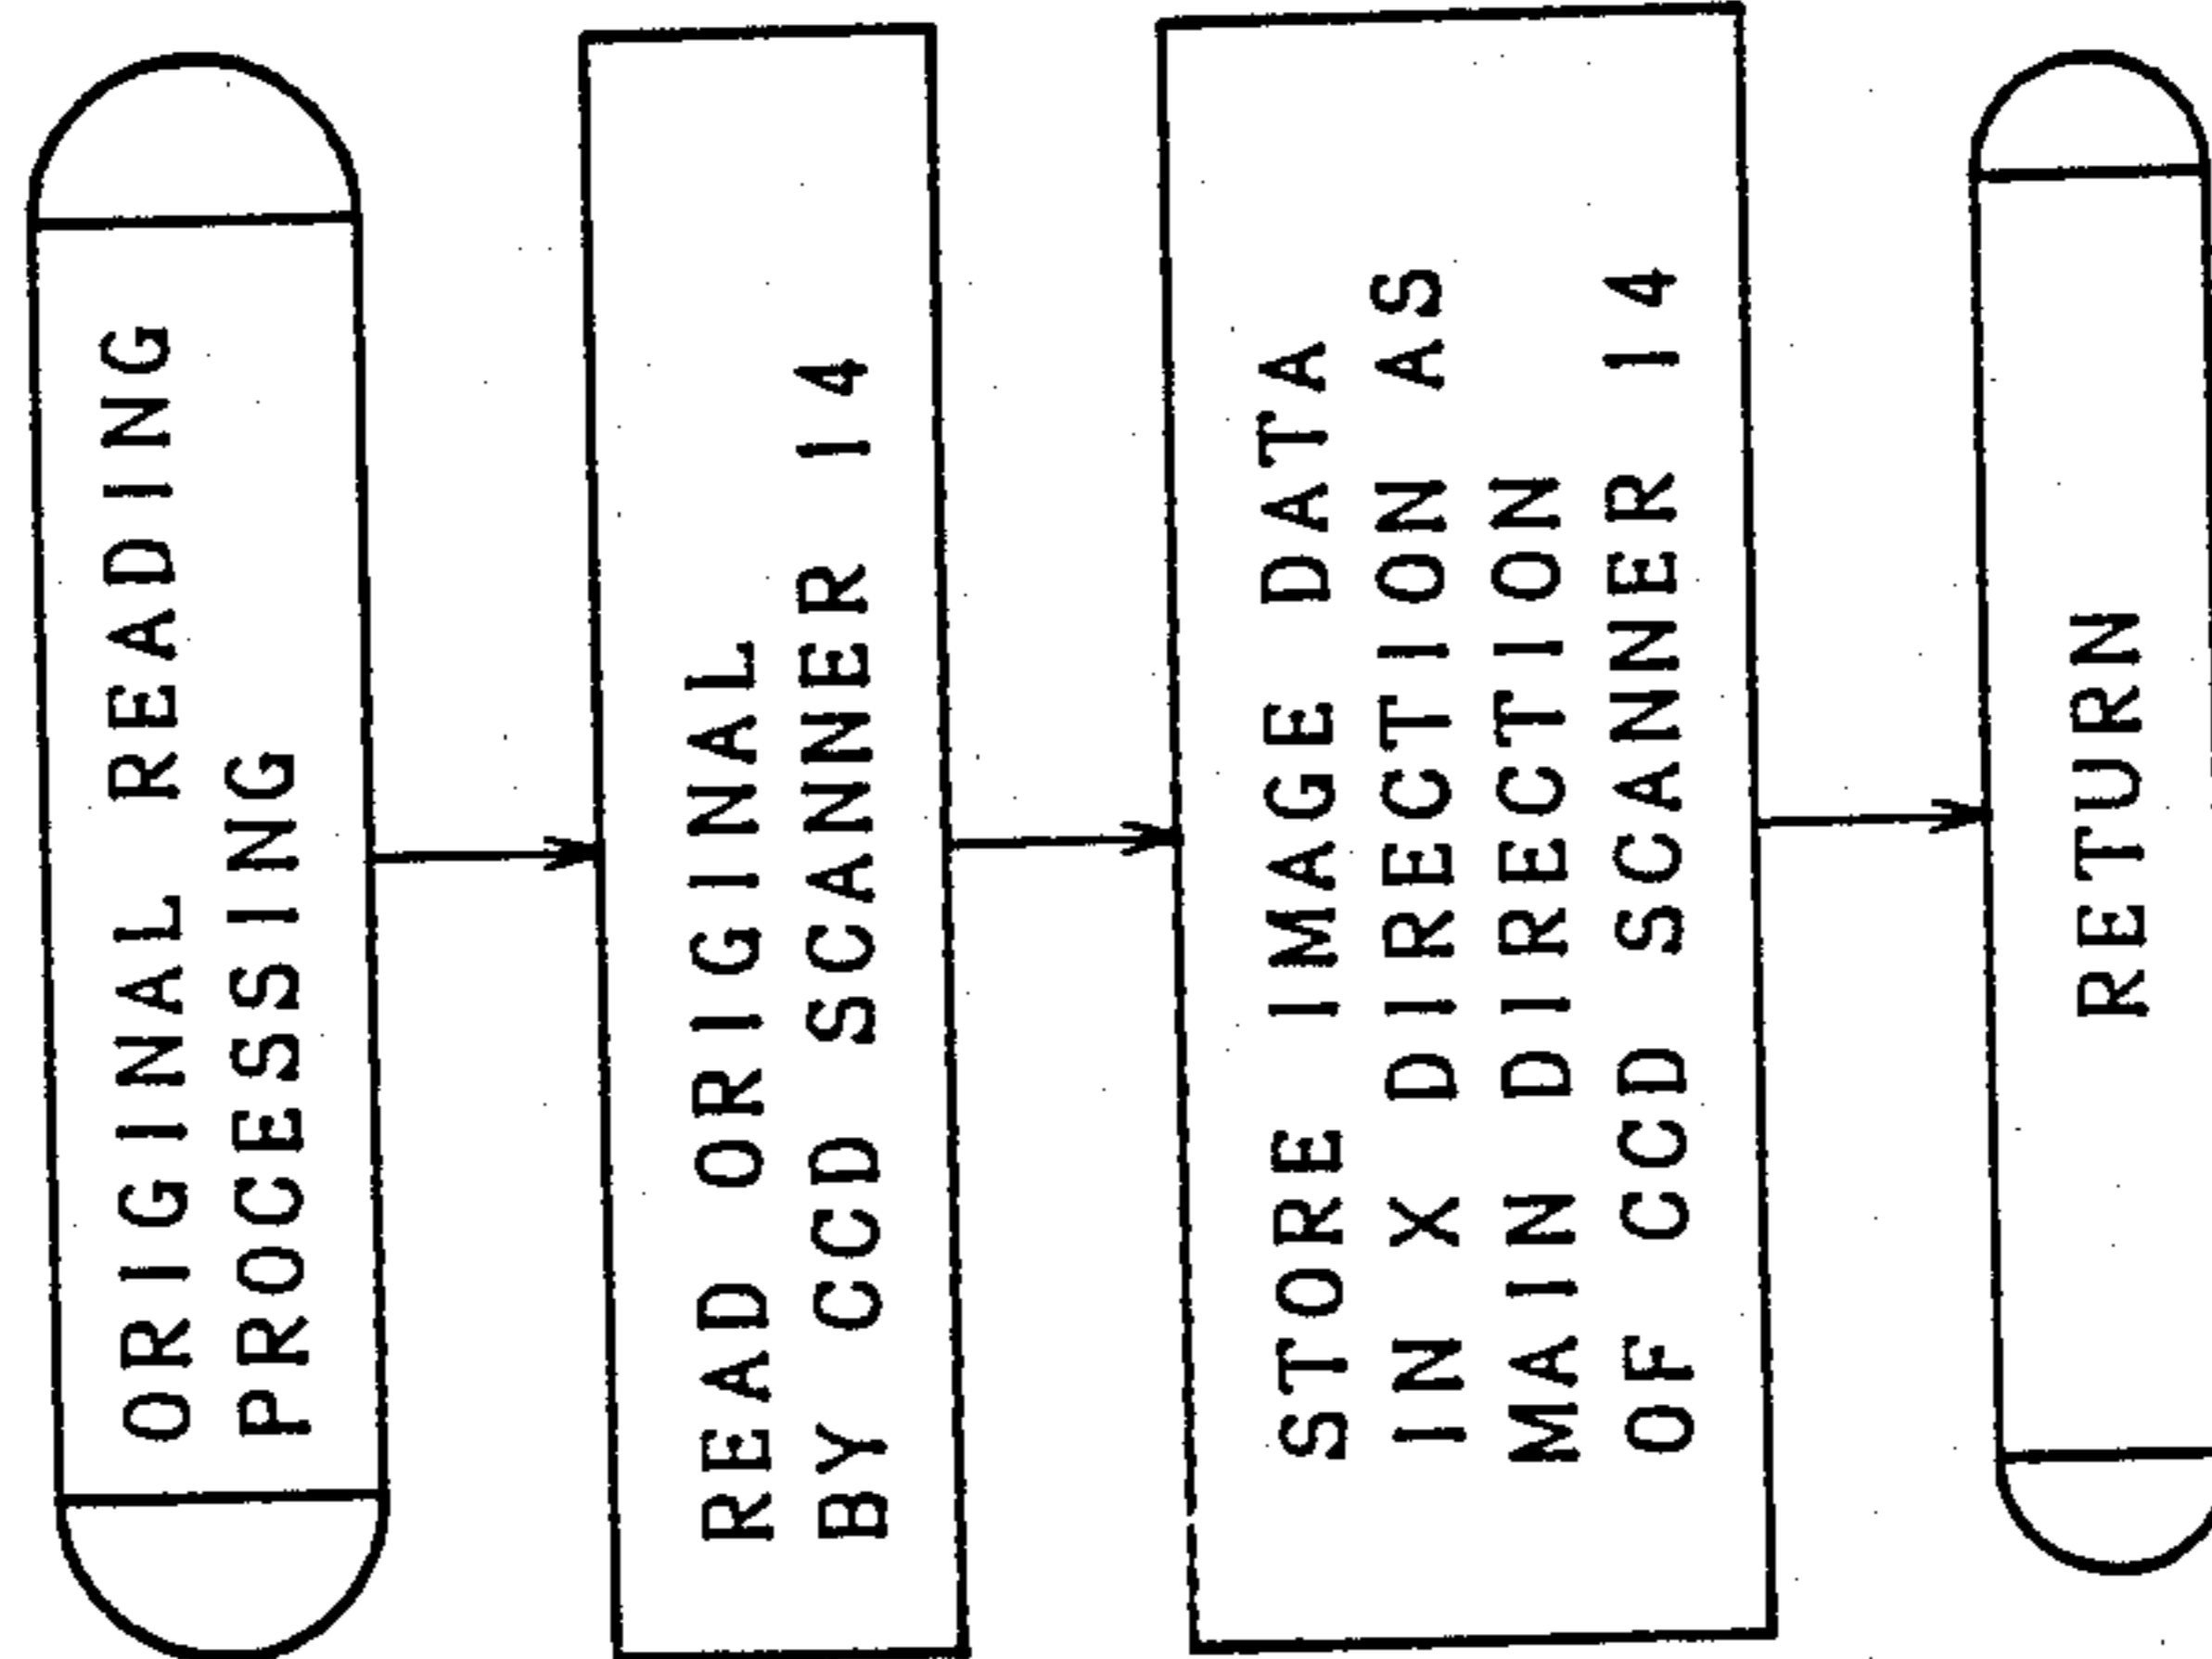 ORIGINAL READING
PROCESSING
READ ORIGINAL
BY CCD SCANNER 14
STORE IMAGE DATA
IN X DIRECTION AS
MAIN DIRECTION
OF CCD SCANNER 14
RETURN